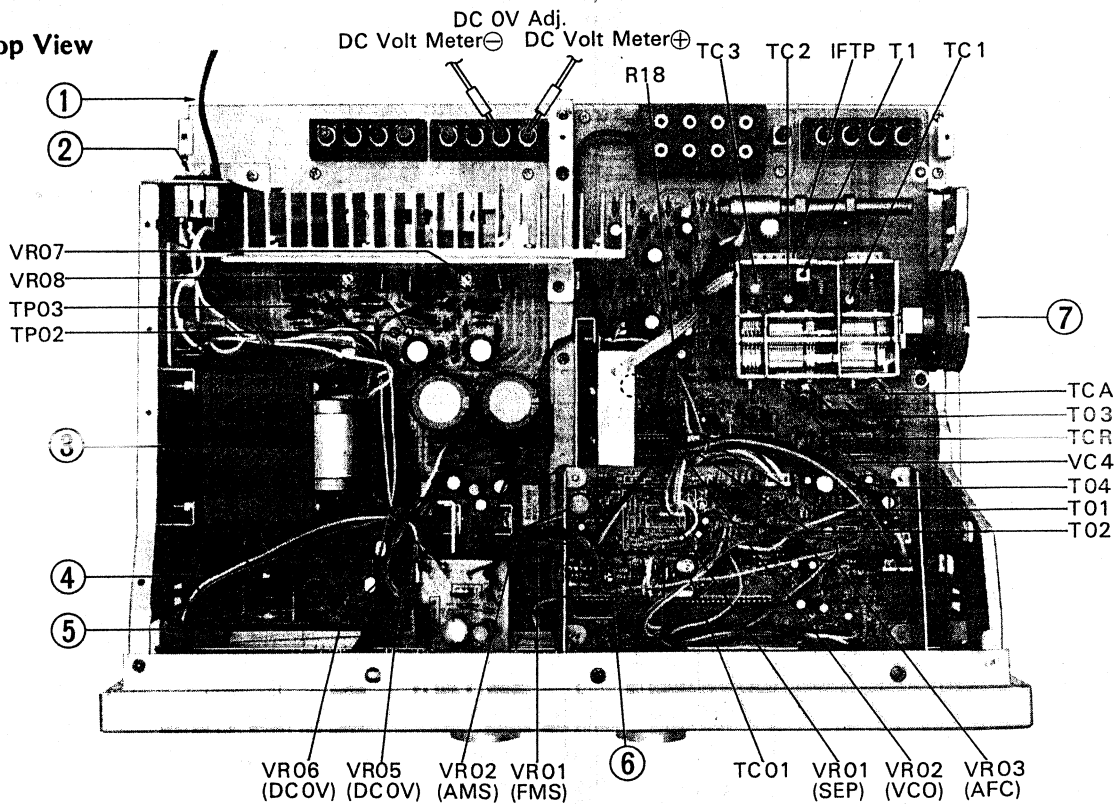 op View
DC 0V Adj.
DC Volt Meter⊖ DC Volt Meter⊕
TC3 TC2 IFTP T1 TC1
R18
①
②
VR07
VR08
TP03
TP02
③
④
⑤
⑦
TCA
T03
TCR
VC4
T04
T01
T02
⑥
VR06 (DC0V)
VR05 (DC0V)
VR02 (AMS)
VR01 (FMS)
TC01
VR01 (SEP)
VR02 (VCO)
VR03 (AFC)